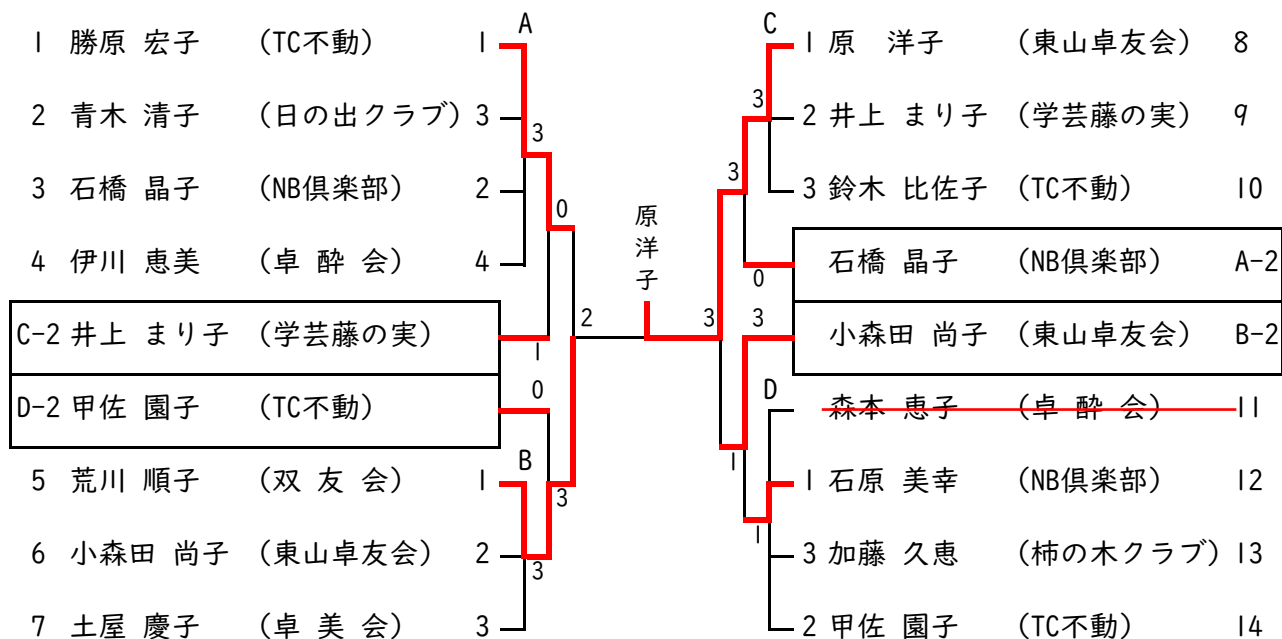 A
1 勝原 宏子 (TC不動) 1
2 青木 清子 (日の出クラブ) 3
3
3 石橋 晶子 (NB倶楽部) 2
0
4 伊川 恵美 (卓 酔 会) 4
C-2 井上 まり子 (学芸藤の実)
1
2
D-2 甲佐 園子 (TC不動)
0
B
5 荒川 順子 (双 友 会) 1
3
6 小森田 尚子 (東山卓友会) 2
3
7 土屋 慶子 (卓 美 会) 3
原洋子
C
1 原 洋子 (東山卓友会) 8
3
2 井上 まり子 (学芸藤の実) 9
3
3 鈴木 比佐子 (TC不動) 10
石橋 晶子 (NB倶楽部) A-2
0
3
3
小森田 尚子 (東山卓友会) B-2
D
森本 恵子 (卓 酔 会) 11
1
1 石原 美幸 (NB倶楽部) 12
1
3 加藤 久恵 (柿の木クラブ) 13
2 甲佐 園子 (TC不動) 14